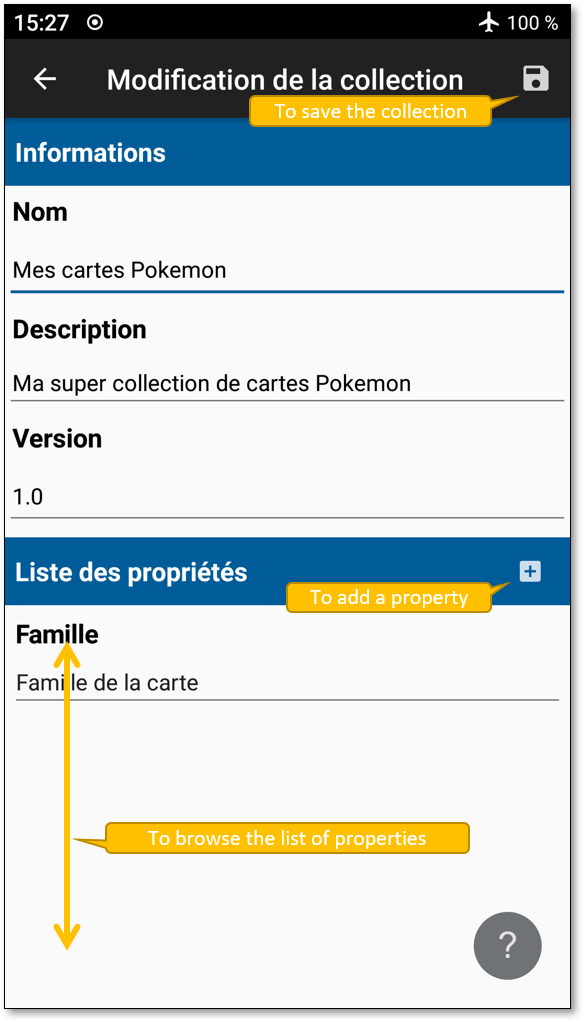 15:27 100 %
Modification de la collection
To save the collection
Informations
Nom
Mes cartes Pokemon
Description
Ma super collection de cartes Pokemon
Version
1.0
Liste des propriétés
To add a property
Famille
Famille de la carte
To browse the list of properties
?